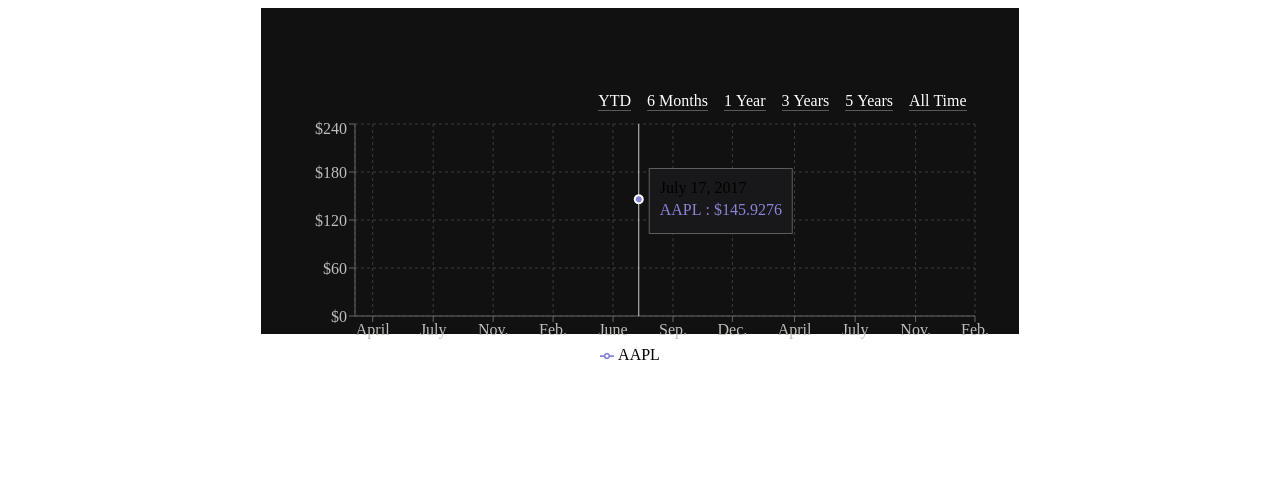 YTD 6 Months 1 Year 3 Years 5 Years All Time
$240
$180
$120
$60
$0
July 17, 2017
AAPL : $145.9276
April July Nov. Feb. June Sep. Dec. April July Nov. Feb.
AAPL